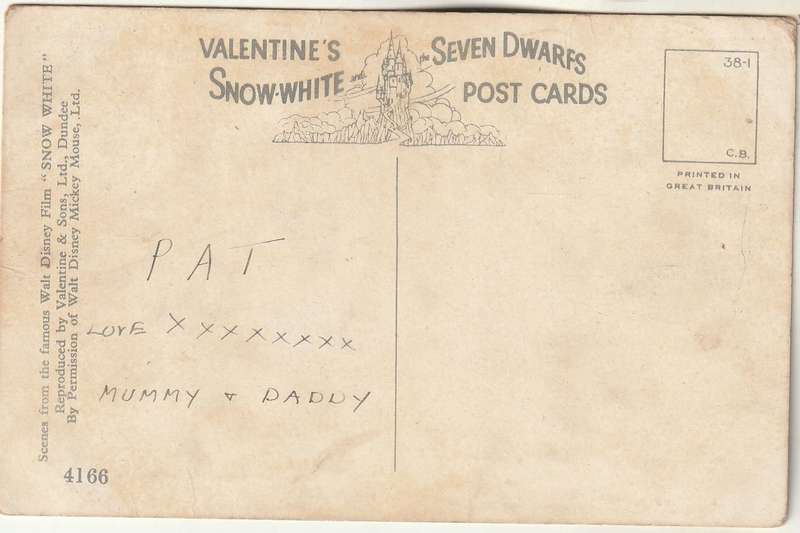 VALENTINE'S
SNOW-WHITE and the SEVEN DWARFS
POST CARDS
38-1
C.B.
PRINTED IN
GREAT BRITAIN
Scenes from the famous Walt Disney Film "SNOW WHITE"
Reproduced by Valentine & Sons, Ltd., Dundee
By Permission of Walt Disney Mickey Mouse, Ltd.
PAT
LOVE XXXXXXXX
MUMMY & DADDY
4166